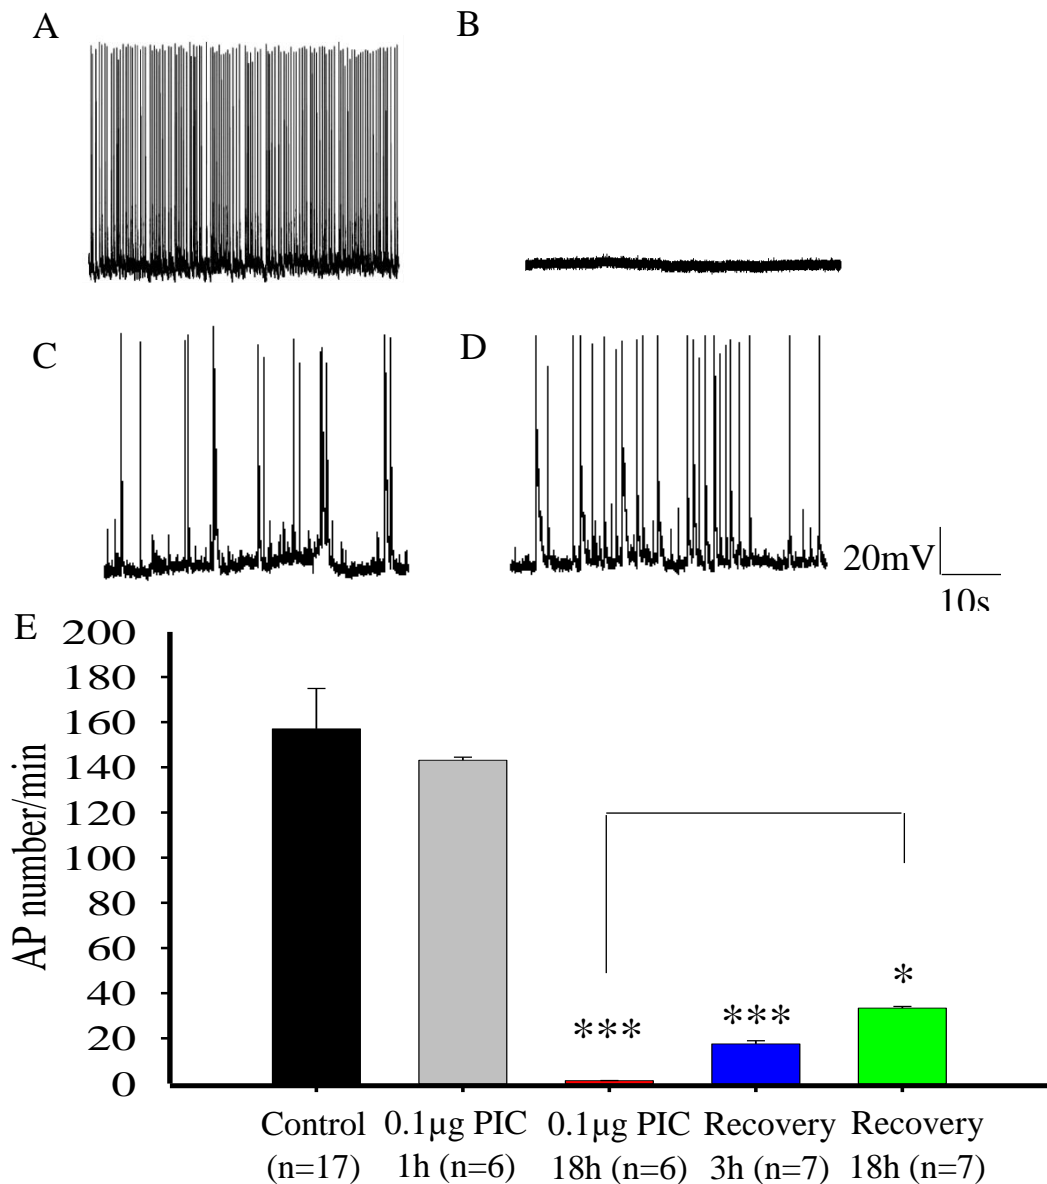 A
B
C
D
20mV
10s
E
200
180
160
140
120
100
80
60
40
20
0
AP number/min
***
***
*
Control
(n=17)
0.1µg PIC
1h (n=6)
0.1µg PIC
18h (n=6)
Recovery
3h (n=7)
Recovery
18h (n=7)